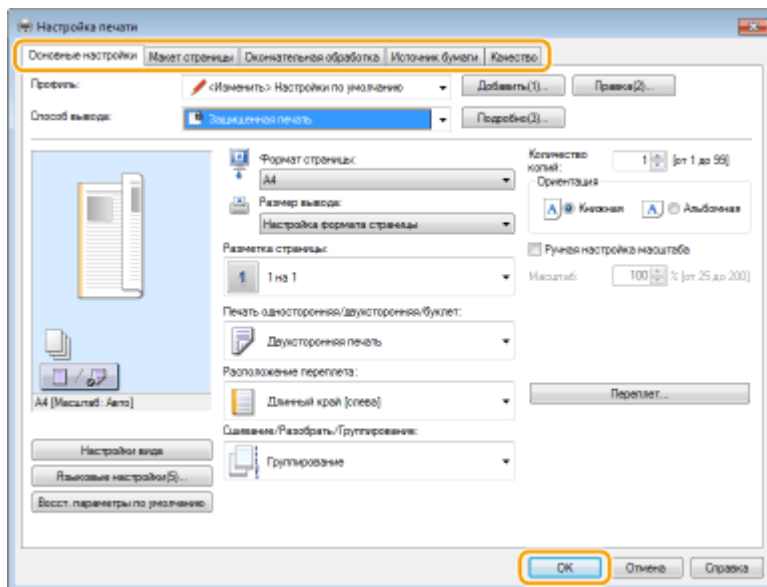 Настройка печати
Основные настройки Макет страницы Окончательная обработка Источник бумаги Качество
Профиль: <Изменить> Настройки по умолчанию Добавить(1)... Правка(2)...
Способ вывода: Защищенная печать Подробно(3)...
Формат страницы:
A4
Размер вывода:
Настройка формата страницы
Разметка страницы:
1 1 на 1
Печать односторонняя/двухсторонняя/буклет:
Двухсторонняя печать
Расположение переплета:
Длинный край [слева]
Сшивание/Разобрать/Группирование:
Группирование
Количество копий: 1 [от 1 до 99]
Ориентация
A Книжная A Альбомная
Ручная настройка масштаба
Масштаб: 100 % [от 25 до 200]
Переплет...
A4 [Масштаб: Авто]
Настройки вида
Языковые настройки(5)...
Восст. параметры по умолчанию
OK Отмена Справка